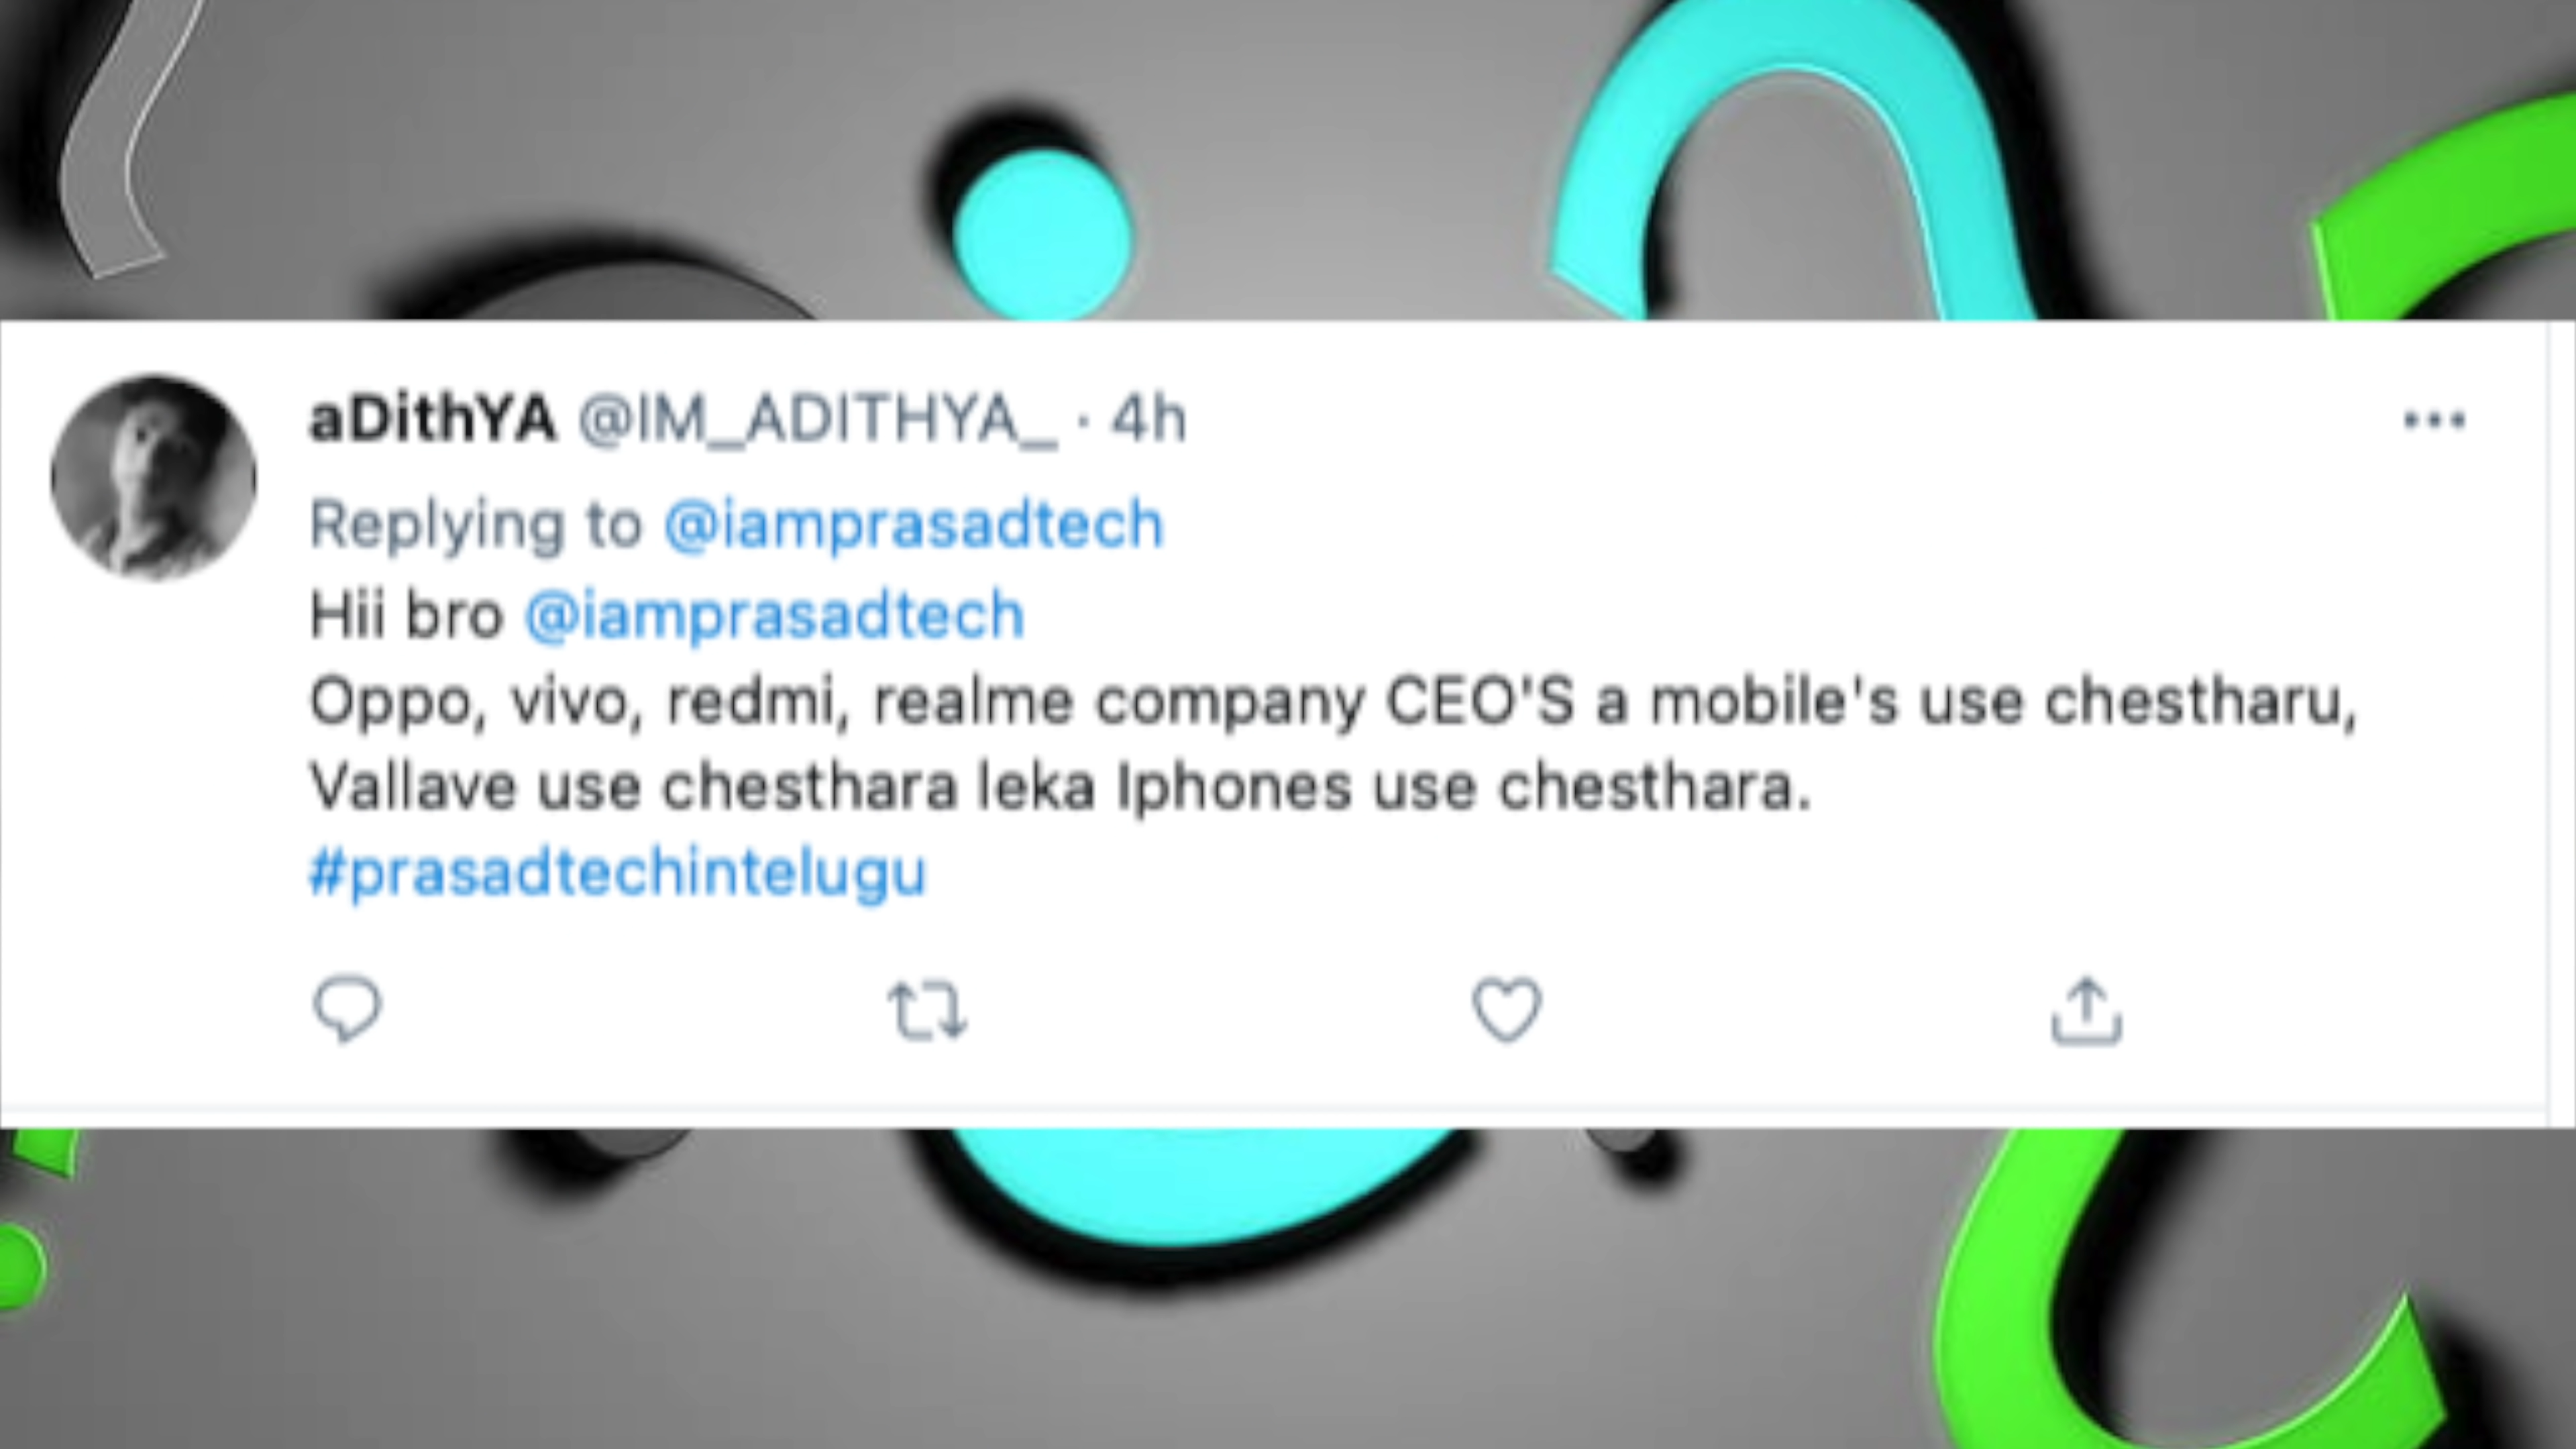 aDithYA @IM_ADITHYA_ · 4h
Replying to @iamprasadtech
Hii bro @iamprasadtech
Oppo, vivo, redmi, realme company CEO'S a mobile's use chestharu,
Vallave use chesthara leka Iphones use chesthara.
#prasadtechintelugu